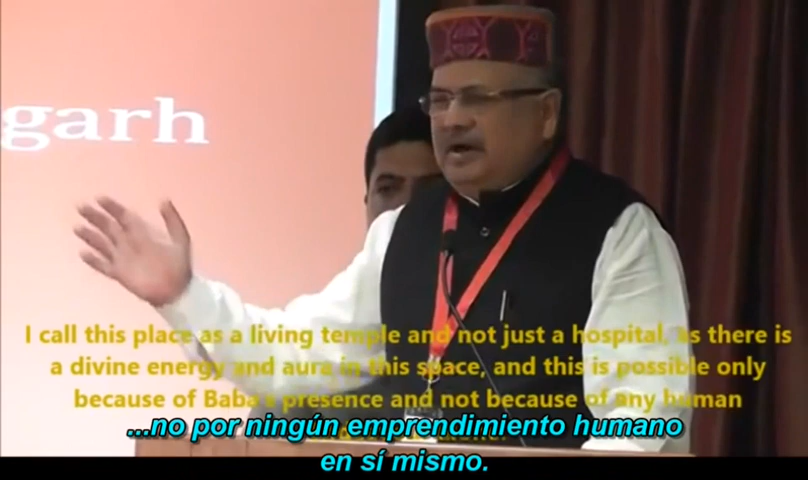 garh
I call this place as a living temple and not just a hospital, as there is
a divine energy and aura in this space, and this is possible only
because of Baba's presence and not because of any human
...no por ningún emprendimiento humano
en sí mismo.